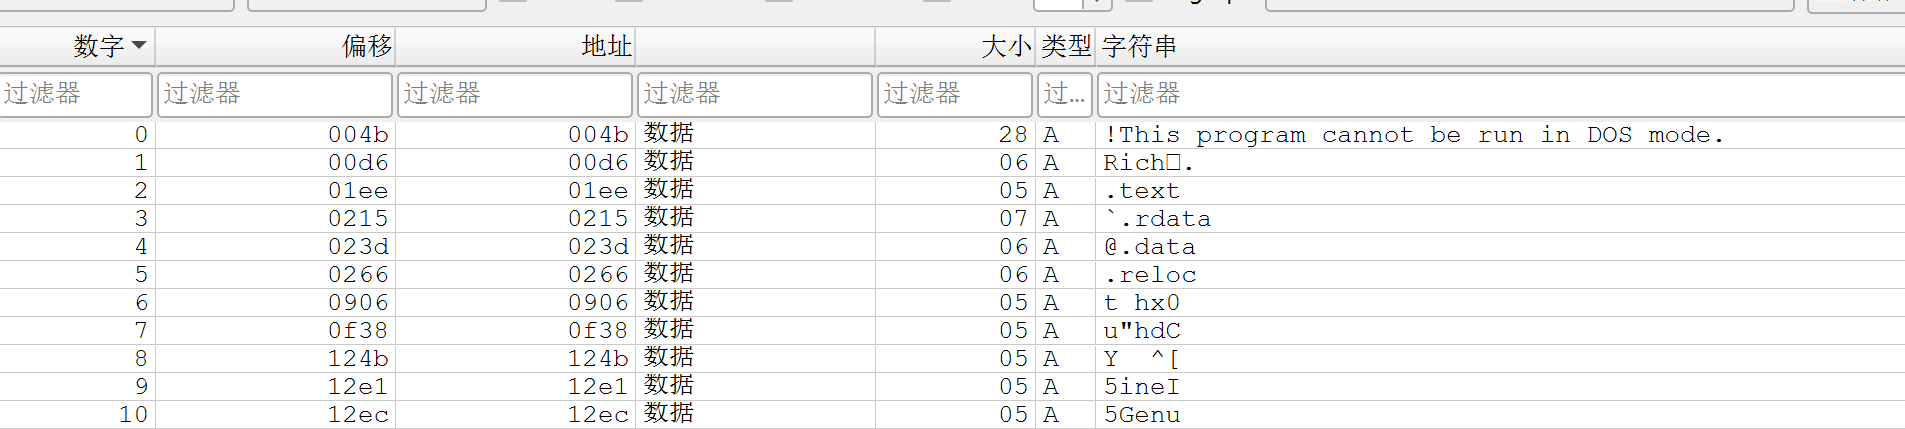 数字 偏移 地址 大小 类型 字符串
过滤器 过滤器 过滤器 过滤器 过滤器 过... 过滤器
0 004b 004b 数据 28 A !This program cannot be run in DOS mode.
1 00d6 00d6 数据 06 A Rich□.
2 01ee 01ee 数据 05 A .text
3 0215 0215 数据 07 A `.rdata
4 023d 023d 数据 06 A @.data
5 0266 0266 数据 06 A .reloc
6 0906 0906 数据 05 A t hx0
7 0f38 0f38 数据 05 A u"hdC
8 124b 124b 数据 05 A Y  ^[
9 12e1 12e1 数据 05 A 5ineI
10 12ec 12ec 数据 05 A 5Genu